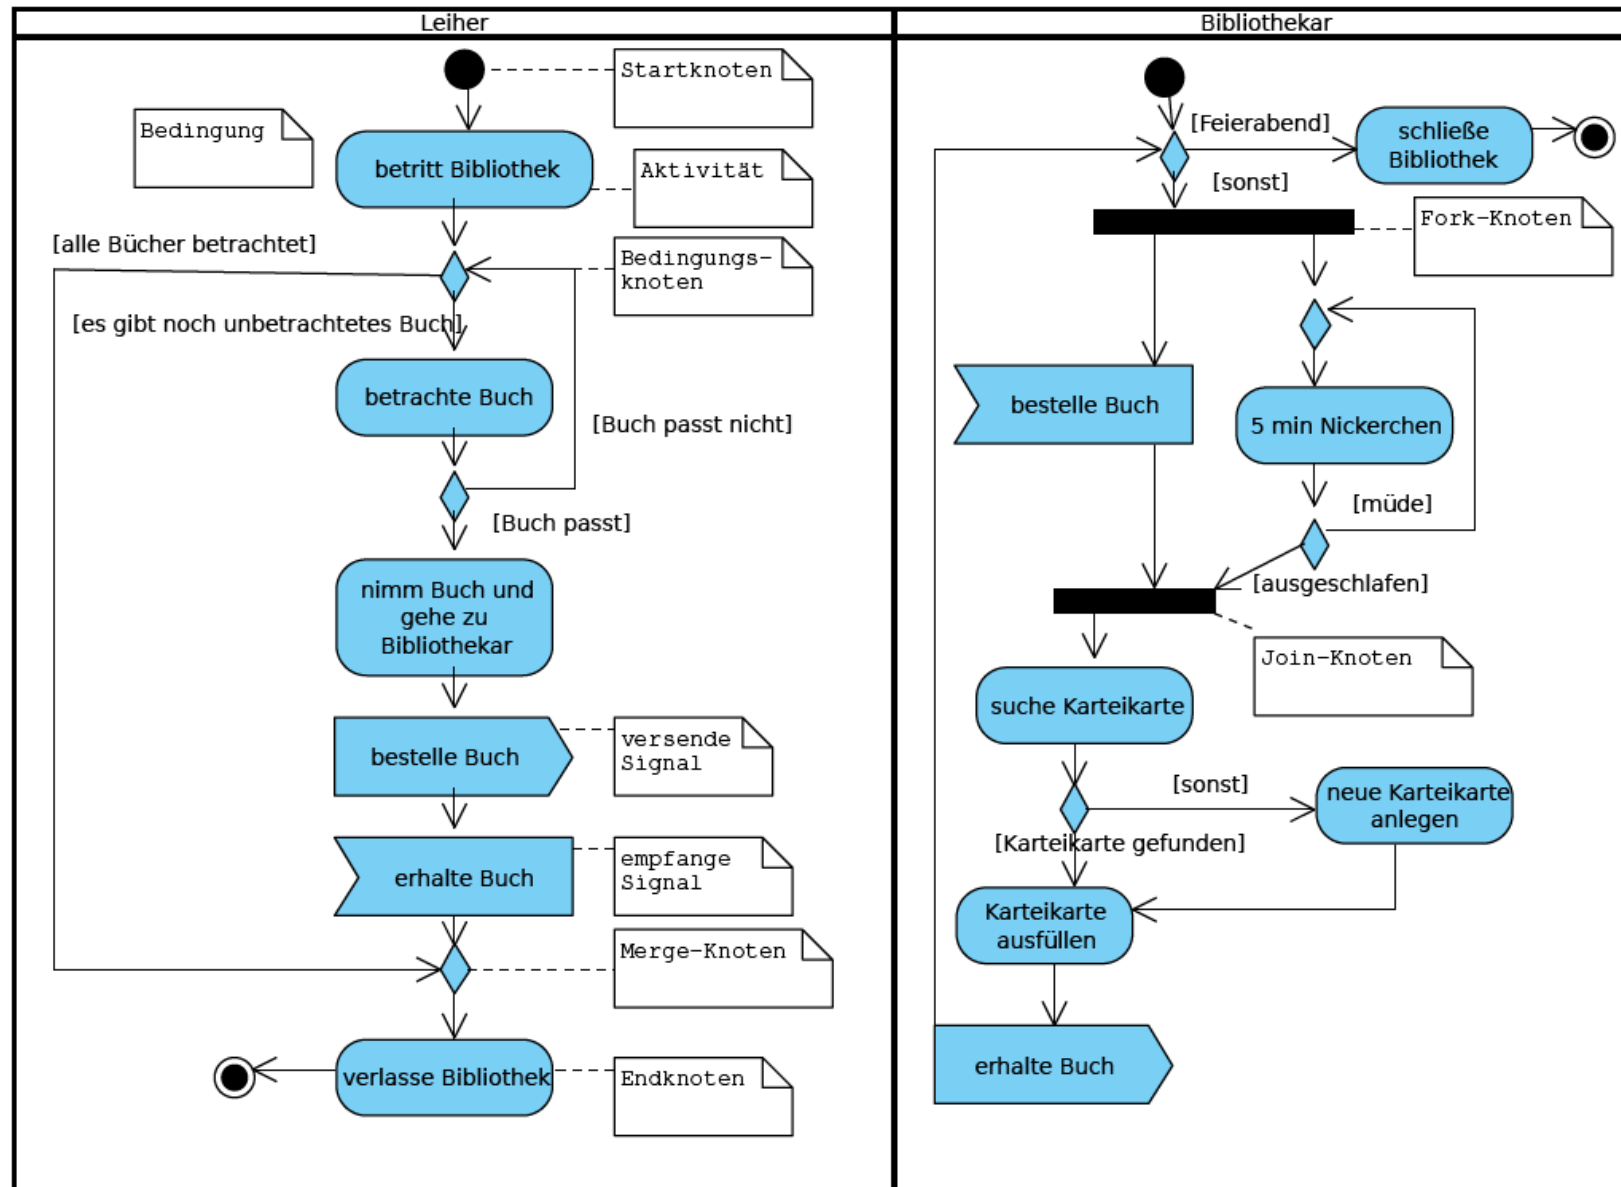 Leiher
Startknoten
Bedingung
betritt Bibliothek
Aktivität
[alle Bücher betrachtet]
Bedingungs-
knoten
[es gibt noch unbetrachtetes Buch]
betrachte Buch
[Buch passt nicht]
[Buch passt]
nimm Buch und
gehe zu
Bibliothekar
bestelle Buch
versende
Signal
erhalte Buch
empfange
Signal
Merge-Knoten
verlasse Bibliothek
Endknoten
Bibliothekar
[Feierabend]
schließe
Bibliothek
[sonst]
Fork-Knoten
bestelle Buch
5 min Nickerchen
[müde]
[ausgeschlafen]
Join-Knoten
suche Karteikarte
[sonst]
neue Karteikarte
anlegen
[Karteikarte gefunden]
Karteikarte
ausfüllen
erhalte Buch